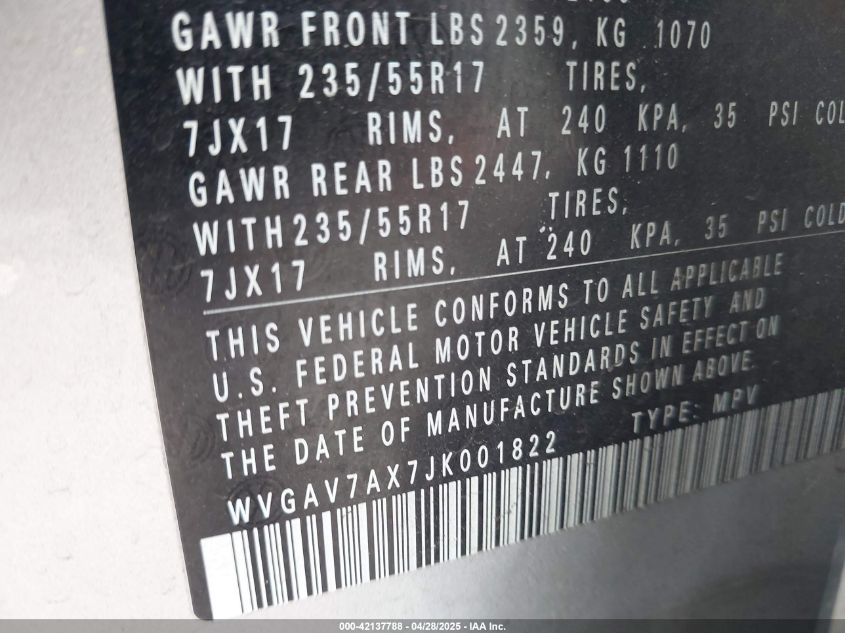 GAWR FRONT LBS 2359, KG 1070
WITH 235/55R17 TIRES,
7JX17 RIMS, AT 240 KPA, 35 PSI COL
GAWR REAR LBS 2447, KG 1110
WITH 235/55R17 TIRES,
7JX17 RIMS, AT 240 KPA, 35 PSI COLD
THIS VEHICLE CONFORMS TO ALL APPLICABLE
U.S. FEDERAL MOTOR VEHICLE SAFETY AND
THEFT PREVENTION STANDARDS IN EFFECT ON
THE DATE OF MANUFACTURE SHOWN ABOVE.
WVGAV7AX7JK001822 TYPE: MPV
000-42137788 - 04/28/2025 - IAA Inc.